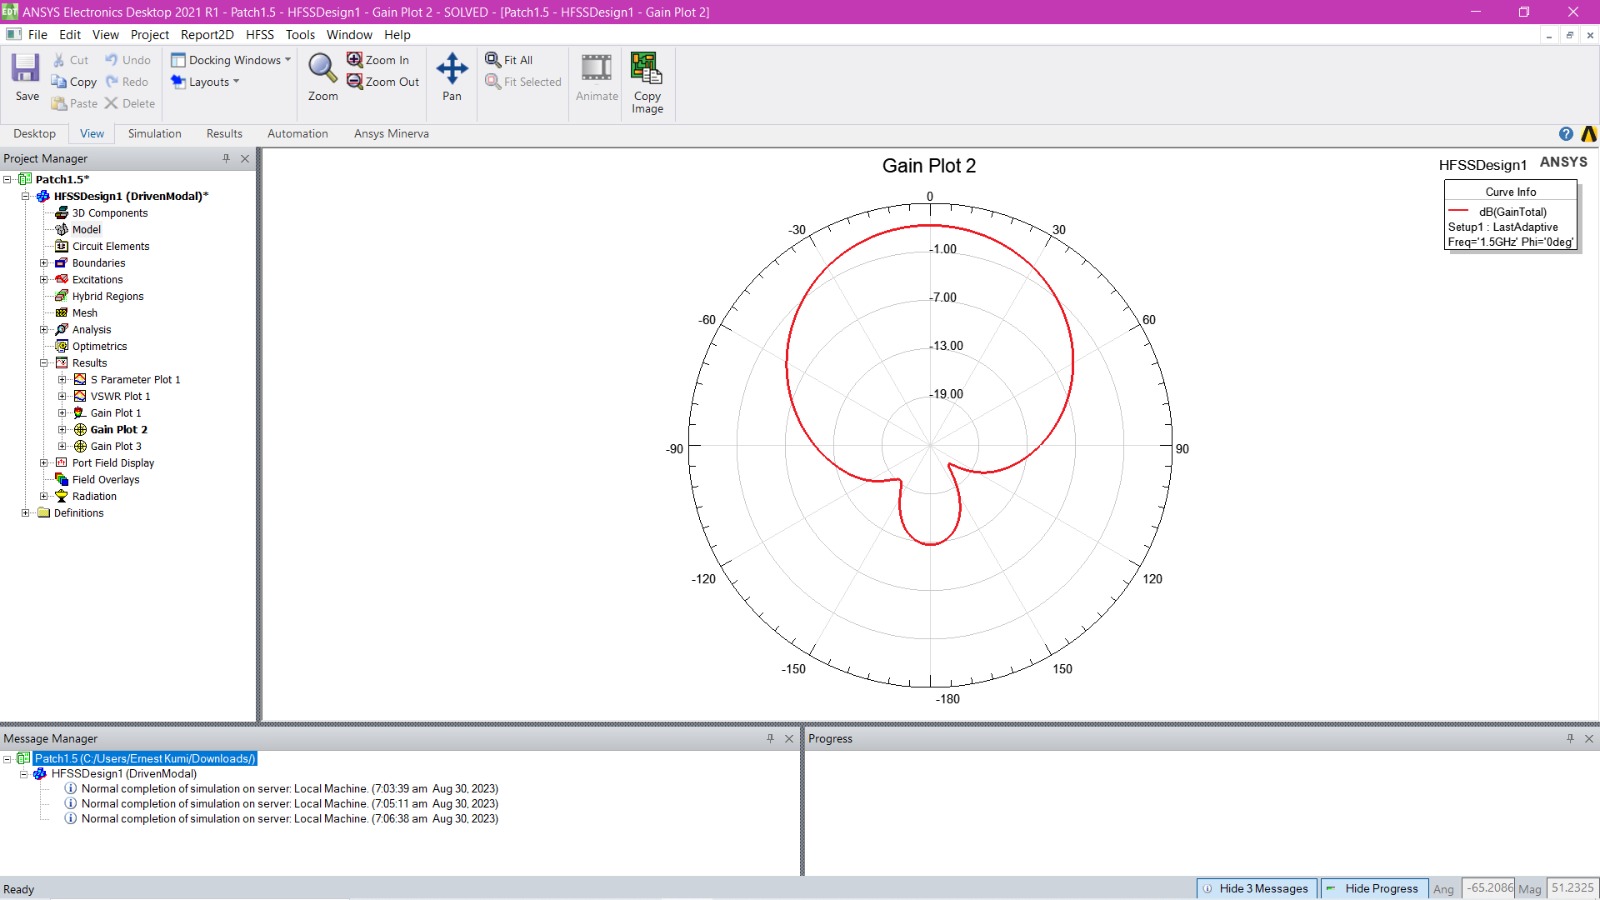 EDT ANSYS Electronics Desktop 2021 R1 - Patch1.5 - HFSSDesign1 - Gain Plot 2 - SOLVED - [Patch1.5 - HFSSDesign1 - Gain Plot 2]
File Edit View Project Report2D HFSS Tools Window Help
Save
Cut Undo
Copy Redo
Paste Delete
Docking Windows
Layouts
Zoom
Zoom In
Zoom Out
Pan
Fit All
Fit Selected
Animate
Copy
Image
Desktop View Simulation Results Automation Ansys Minerva
Project Manager
Patch1.5*
HFSSDesign1 (DrivenModal)*
3D Components
Model
Circuit Elements
Boundaries
Excitations
Hybrid Regions
Mesh
Analysis
Optimetrics
Results
S Parameter Plot 1
VSWR Plot 1
Gain Plot 1
Gain Plot 2
Gain Plot 3
Port Field Display
Field Overlays
Radiation
Definitions
Gain Plot 2
HFSSDesign1 ANSYS
Curve Info
dB(GainTotal)
Setup1 : LastAdaptive
Freq='1.5GHz' Phi='0deg'
0
-30 30
-1.00
-7.00
-60 60
-13.00
-19.00
-90 90
-120 120
-150 150
-180
Message Manager
Patch1.5 (C:/Users/Ernest Kumi/Downloads/)
HFSSDesign1 (DrivenModal)
Normal completion of simulation on server: Local Machine. (7:03:39 am Aug 30, 2023)
Normal completion of simulation on server: Local Machine. (7:05:11 am Aug 30, 2023)
Normal completion of simulation on server: Local Machine. (7:06:38 am Aug 30, 2023)
Progress
Ready
Hide 3 Messages Hide Progress Ang -65.2086 Mag 51.2325